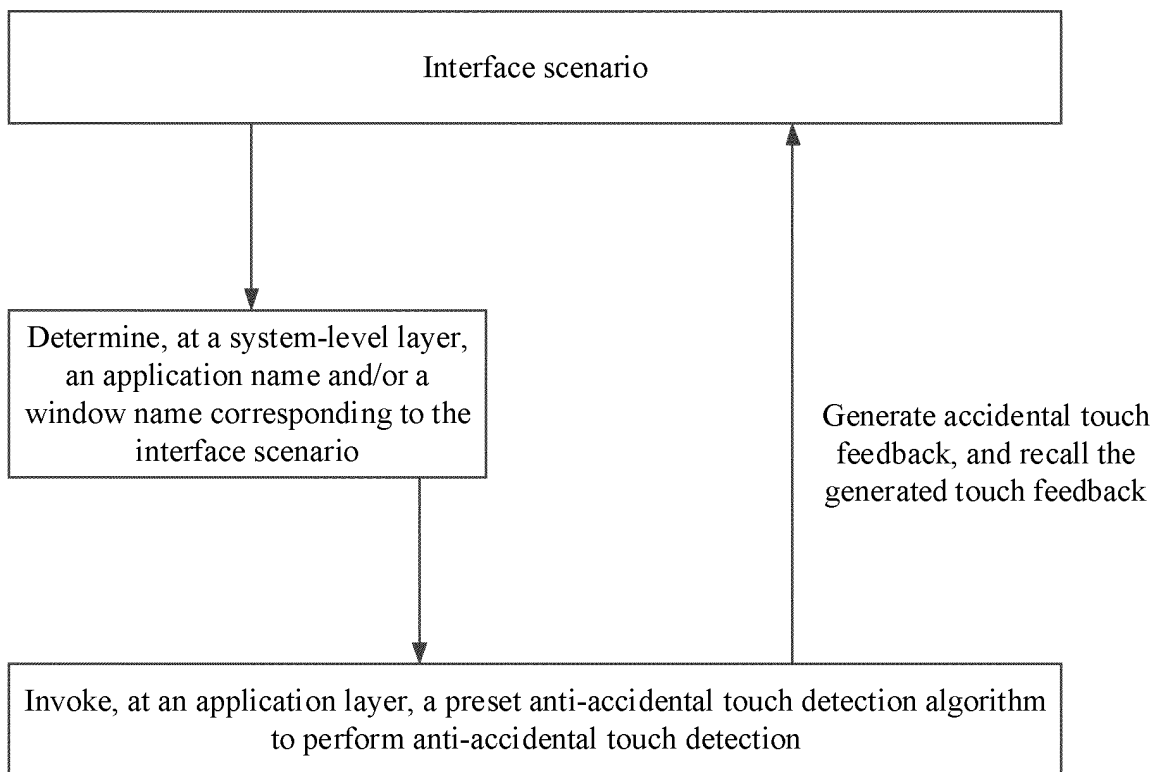 Interface scenario
Determine, at a system-level layer,
an application name and/or a
window name corresponding to the
interface scenario
Generate accidental touch
feedback, and recall the
generated touch feedback
Invoke, at an application layer, a preset anti-accidental touch detection algorithm
to perform anti-accidental touch detection